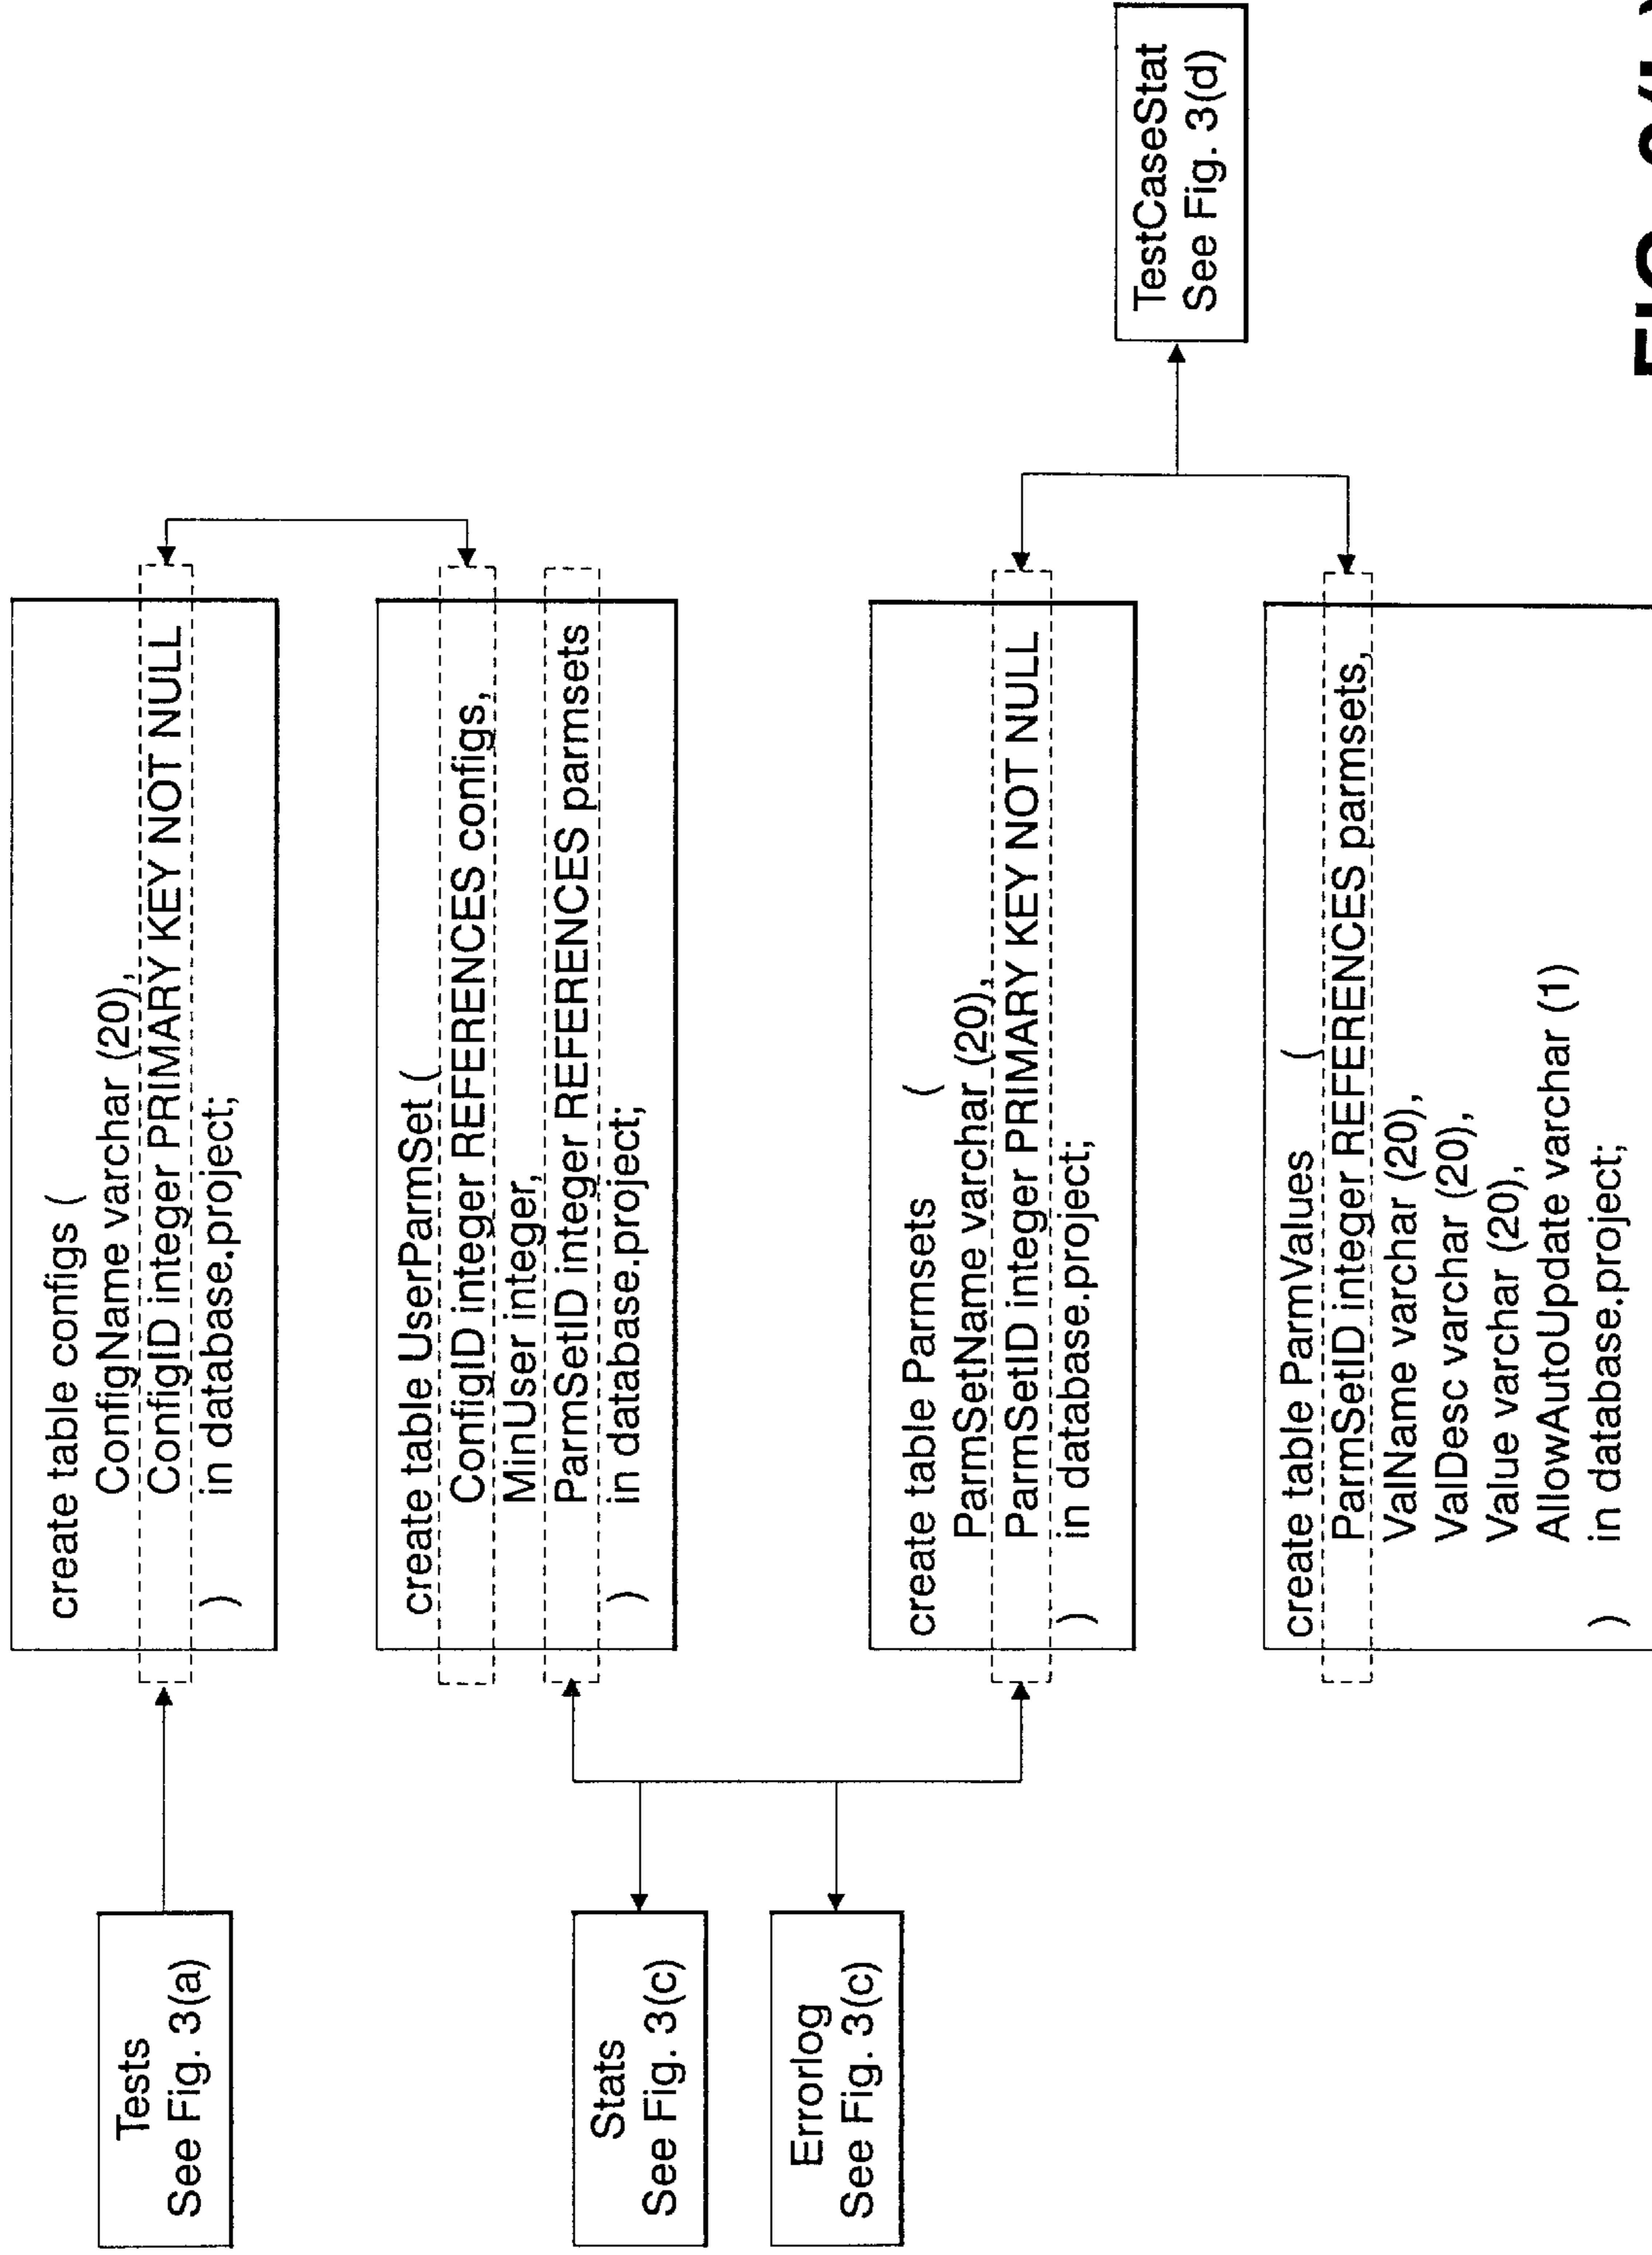 Tests
See Fig. 3(a)
create table configs (
ConfigName varchar (20),
ConfigID integer PRIMARY KEY NOT NULL
) in database.project;
create table UserParmSet (
ConfigID integer REFERENCES configs,
MinUser integer,
ParmSetID integer REFERENCES parmsets
) in database.project;
Stats
See Fig. 3(c)
Errorlog
See Fig. 3(c)
create table Parmsets (
ParmSetName varchar (20),
ParmSetID integer PRIMARY KEY NOT NULL
) in database.project;
TestCaseStat
See Fig. 3(d)
create table ParmValues (
ParmSetID integer REFERENCES parmsets,
ValName varchar (20),
ValDesc varchar (20),
Value varchar (20),
AllowAutoUpdate varchar (1)
) in database.project;